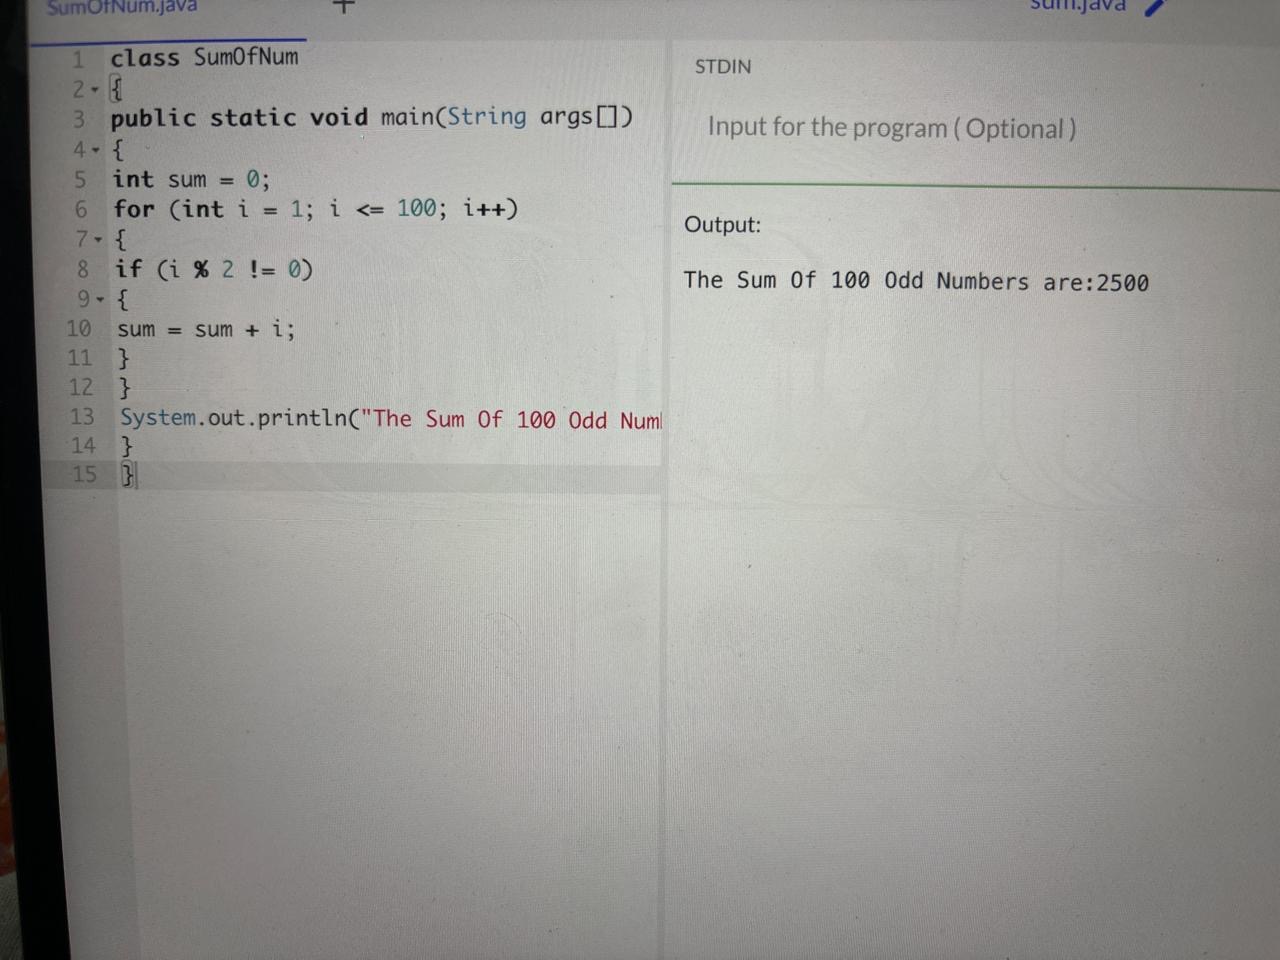 SumOfNum.java +
sum.java
1 class SumOfNum
2 {
3 public static void main(String args[])
4 {
5 int sum = 0;
6 for (int i = 1; i <= 100; i++)
7 {
8 if (i % 2 != 0)
9 {
10 sum = sum + i;
11 }
12 }
13 System.out.println("The Sum Of 100 Odd Num
14 }
15 }
STDIN
Input for the program ( Optional )
Output:
The Sum Of 100 Odd Numbers are:2500